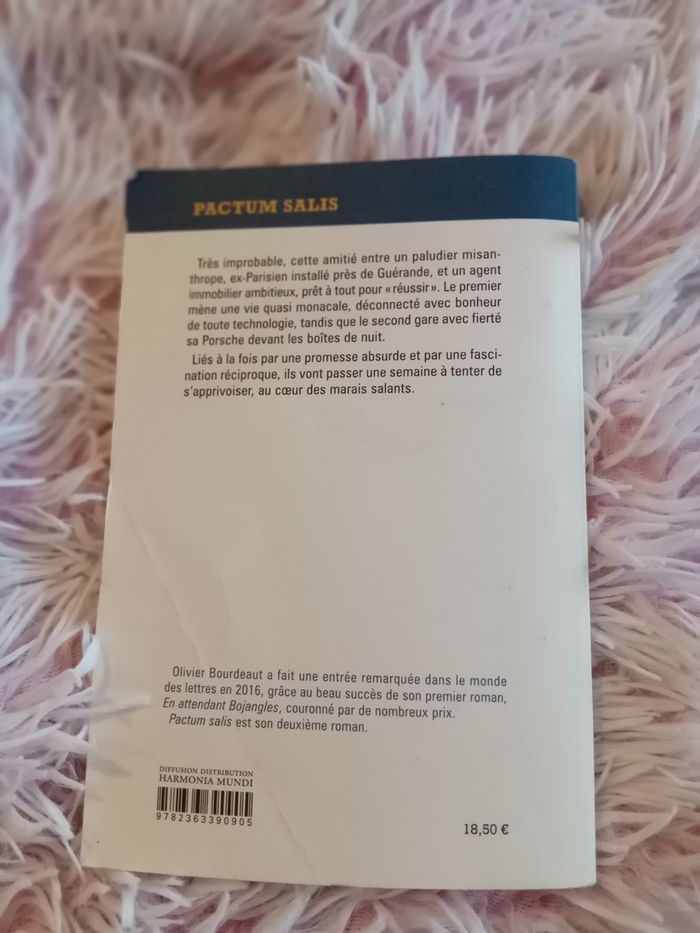 PACTUM SALIS
Très improbable, cette amitié entre un paludier misan-
thrope, ex-Parisien installé près de Guérande, et un agent
immobilier ambitieux, prêt à tout pour « réussir ». Le premier
mène une vie quasi monacale, déconnecté avec bonheur
de toute technologie, tandis que le second gare avec fierté
sa Porsche devant les boîtes de nuit.
Liés à la fois par une promesse absurde et par une fasci-
nation réciproque, ils vont passer une semaine à tenter de
s'apprivoiser, au cœur des marais salants.
Olivier Bourdeaut a fait une entrée remarquée dans le monde
des lettres en 2016, grâce au beau succès de son premier roman,
En attendant Bojangles, couronné par de nombreux prix.
Pactum salis est son deuxième roman.
DIFFUSION DISTRIBUTION
HARMONIA MUNDI
9782363390905
18,50 €